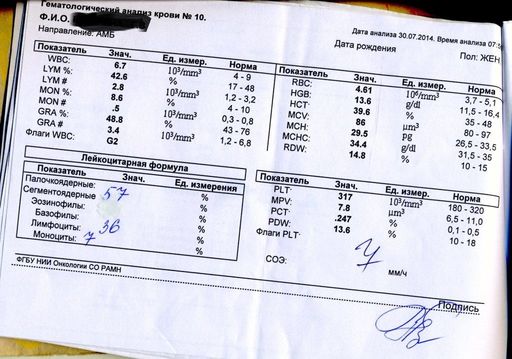 Гематологический анализ крови № 10.
Ф.И.О.
Направление: АМБ
Дата анализа 30.07.2014. Время анализа 07:5
Дата рождения Пол: ЖЕН
Показатель Знач. Ед. измер. Норма
WBC: 6.7 10³/mm³ 4 - 9
LYM %: 42.6 % 17 - 48
LYM # 2.8 10³/mm³ 1,2 - 3,2
MON %: 8.6 % 4 - 10
MON # .5 10³/mm³ 0,3 - 0,8
GRA %: 48.8 % 43 - 76
GRA # 3.4 10³/mm³ 1,2 - 6,8
Флаги WBC: G2
Показатель Знач. Ед. измер. Норма
RBC: 4.61 10⁶/mm³ 3,7 - 5,1
HGB: 13.6 g/dl 11,5 - 16,4
HCT: 39.6 % 35 - 48
MCV: 86 µm³ 80 - 97
MCH: 29.5 pg 26,5 - 33,5
MCHC: 34.4 g/dl 31,5 - 35
RDW: 14.8 % 10 - 15
Лейкоцитарная формула
Показатель Знач. Ед. измерения
Палочкоядерные: %
Сегментоядерные 57 %
Эозинофилы: %
Базофилы: %
Лимфоциты: 36 %
Моноциты: 7 %
Показатель Знач. Ед. измер. Норма
PLT: 317 10³/mm³ 180 - 320
MPV: 7.8 µm³ 6,5 - 11,0
PCT: .247 % 0,1 - 0,5
PDW: 13.6 % 10 - 18
Флаги PLT:
СОЭ: 4 мм/ч
ФГБУ НИИ Онкологии СО РАМН
Подпись